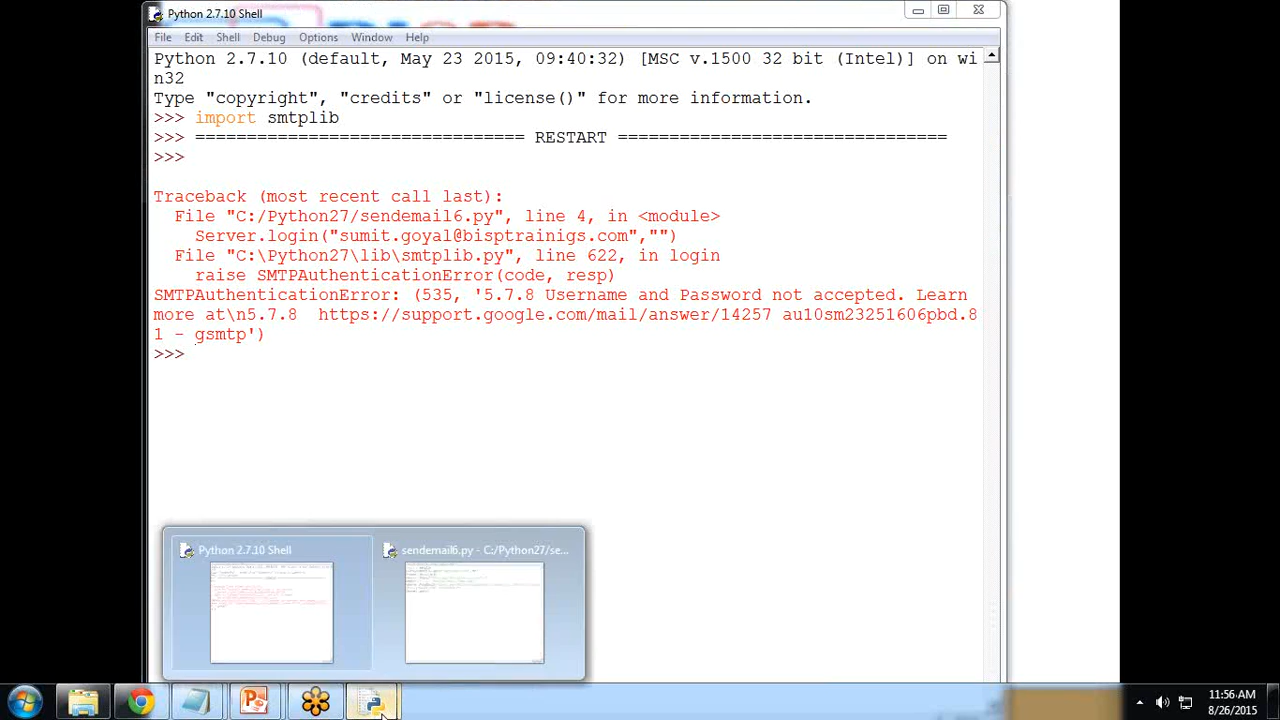 Python 2.7.10 Shell
File Edit Shell Debug Options Window Help
Python 2.7.10 (default, May 23 2015, 09:40:32) [MSC v.1500 32 bit (Intel)] on wi
n32
Type "copyright", "credits" or "license()" for more information.
>>> import smtplib
>>> ================================ RESTART ================================
>>>
Traceback (most recent call last):
File "C:/Python27/sendemail6.py", line 4, in <module>
Server.login("sumit.goyal@bisptrainigs.com","")
File "C:\Python27\lib\smtplib.py", line 622, in login
raise SMTPAuthenticationError(code, resp)
SMTPAuthenticationError: (535, '5.7.8 Username and Password not accepted. Learn
more at\n5.7.8  https://support.google.com/mail/answer/14257 au10sm23251606pbd.8
1 - gsmtp')
>>>
Python 2.7.10 Shell
sendemail6.py - C:/Python27/se...
11:56 AM
8/26/2015